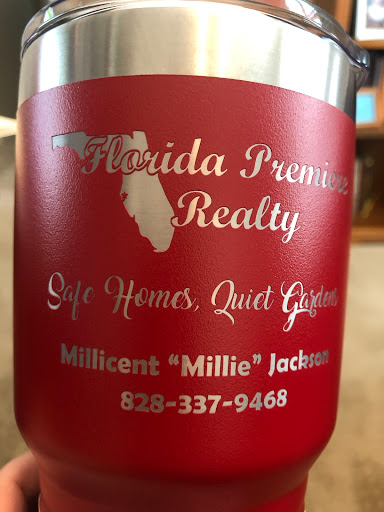 Florida Premiere
Realty
Safe Homes, Quiet Gardens
Millicent “Millie” Jackson
828-337-9468